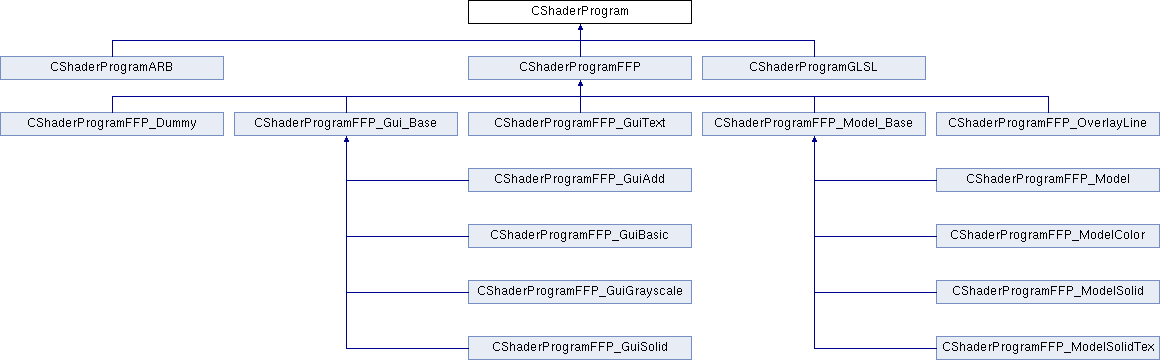 CShaderProgram
CShaderProgramARB
CShaderProgramFFP
CShaderProgramGLSL
CShaderProgramFFP_Dummy
CShaderProgramFFP_Gui_Base
CShaderProgramFFP_GuiText
CShaderProgramFFP_Model_Base
CShaderProgramFFP_OverlayLine
CShaderProgramFFP_GuiAdd
CShaderProgramFFP_Model
CShaderProgramFFP_GuiBasic
CShaderProgramFFP_ModelColor
CShaderProgramFFP_GuiGrayscale
CShaderProgramFFP_ModelSolid
CShaderProgramFFP_GuiSolid
CShaderProgramFFP_ModelSolidTex